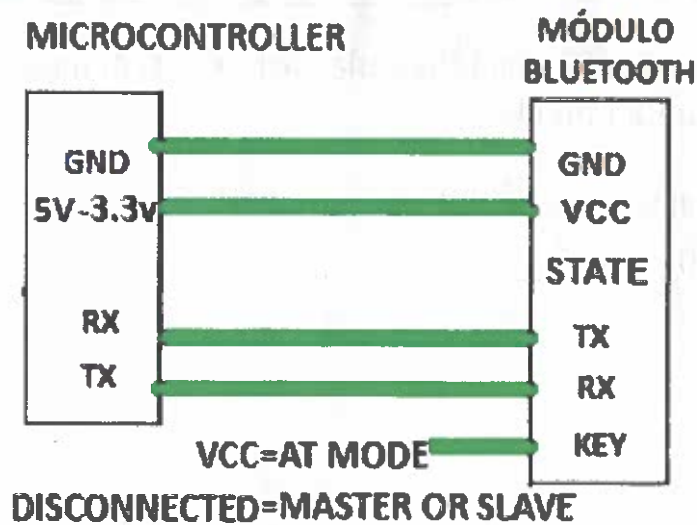 MICROCONTROLLER
MÓDULO
BLUETOOTH
GND
GND
5V-3.3v
VCC
STATE
RX
TX
TX
RX
VCC=AT MODE
KEY
DISCONNECTED=MASTER OR SLAVE